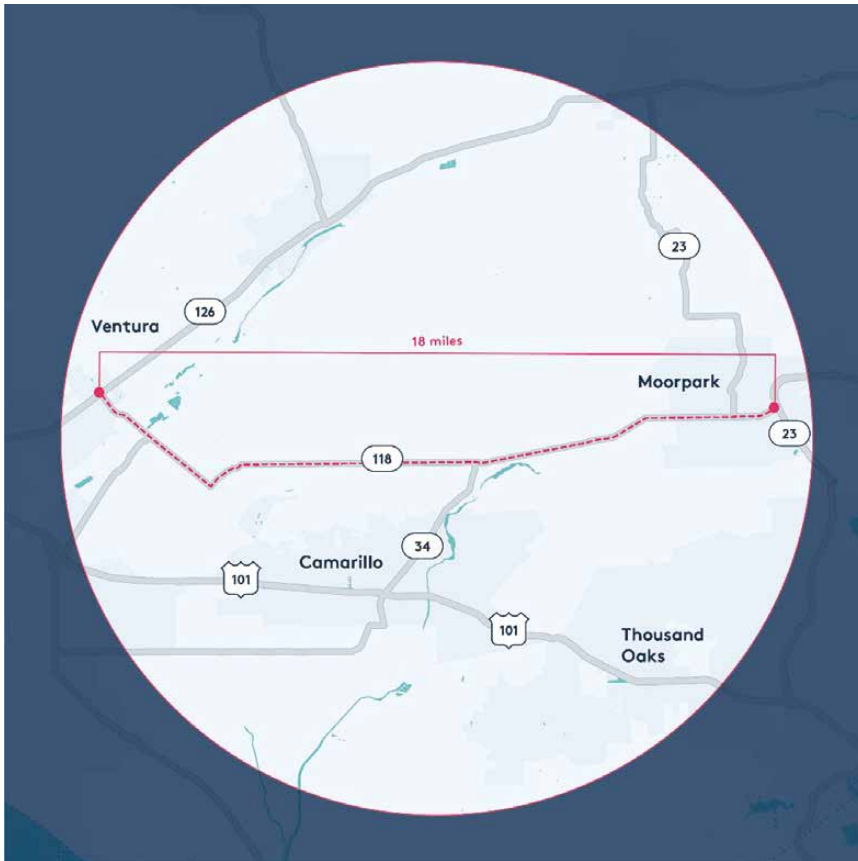 23
126
Ventura
18 miles
Moorpark
23
118
34
Camarillo
101
101
Thousand
Oaks